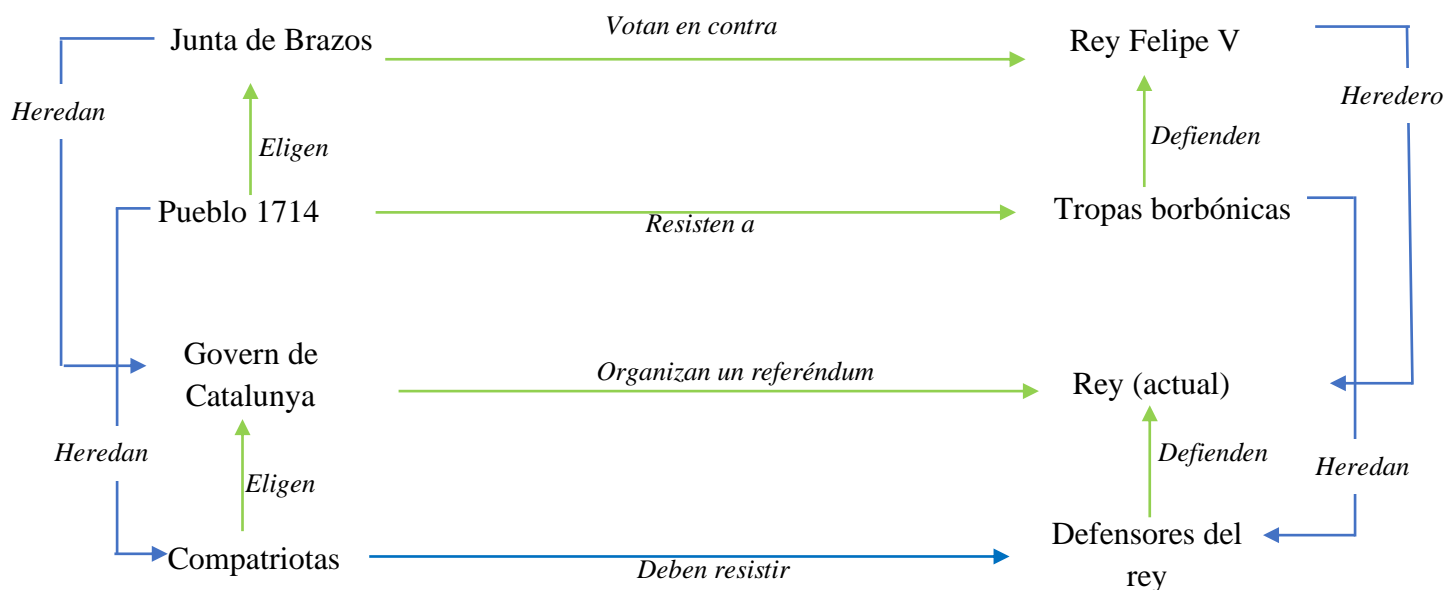 Votan en contra
Junta de Brazos
Rey Felipe V
Heredan
Heredero
Eligen
Defienden
Pueblo 1714
Tropas borbónicas
Resisten a
Govern de
Catalunya
Organizan un referéndum
Rey (actual)
Heredan
Defienden
Heredan
Eligen
Compatriotas
Deben resistir
Defensores del
rey